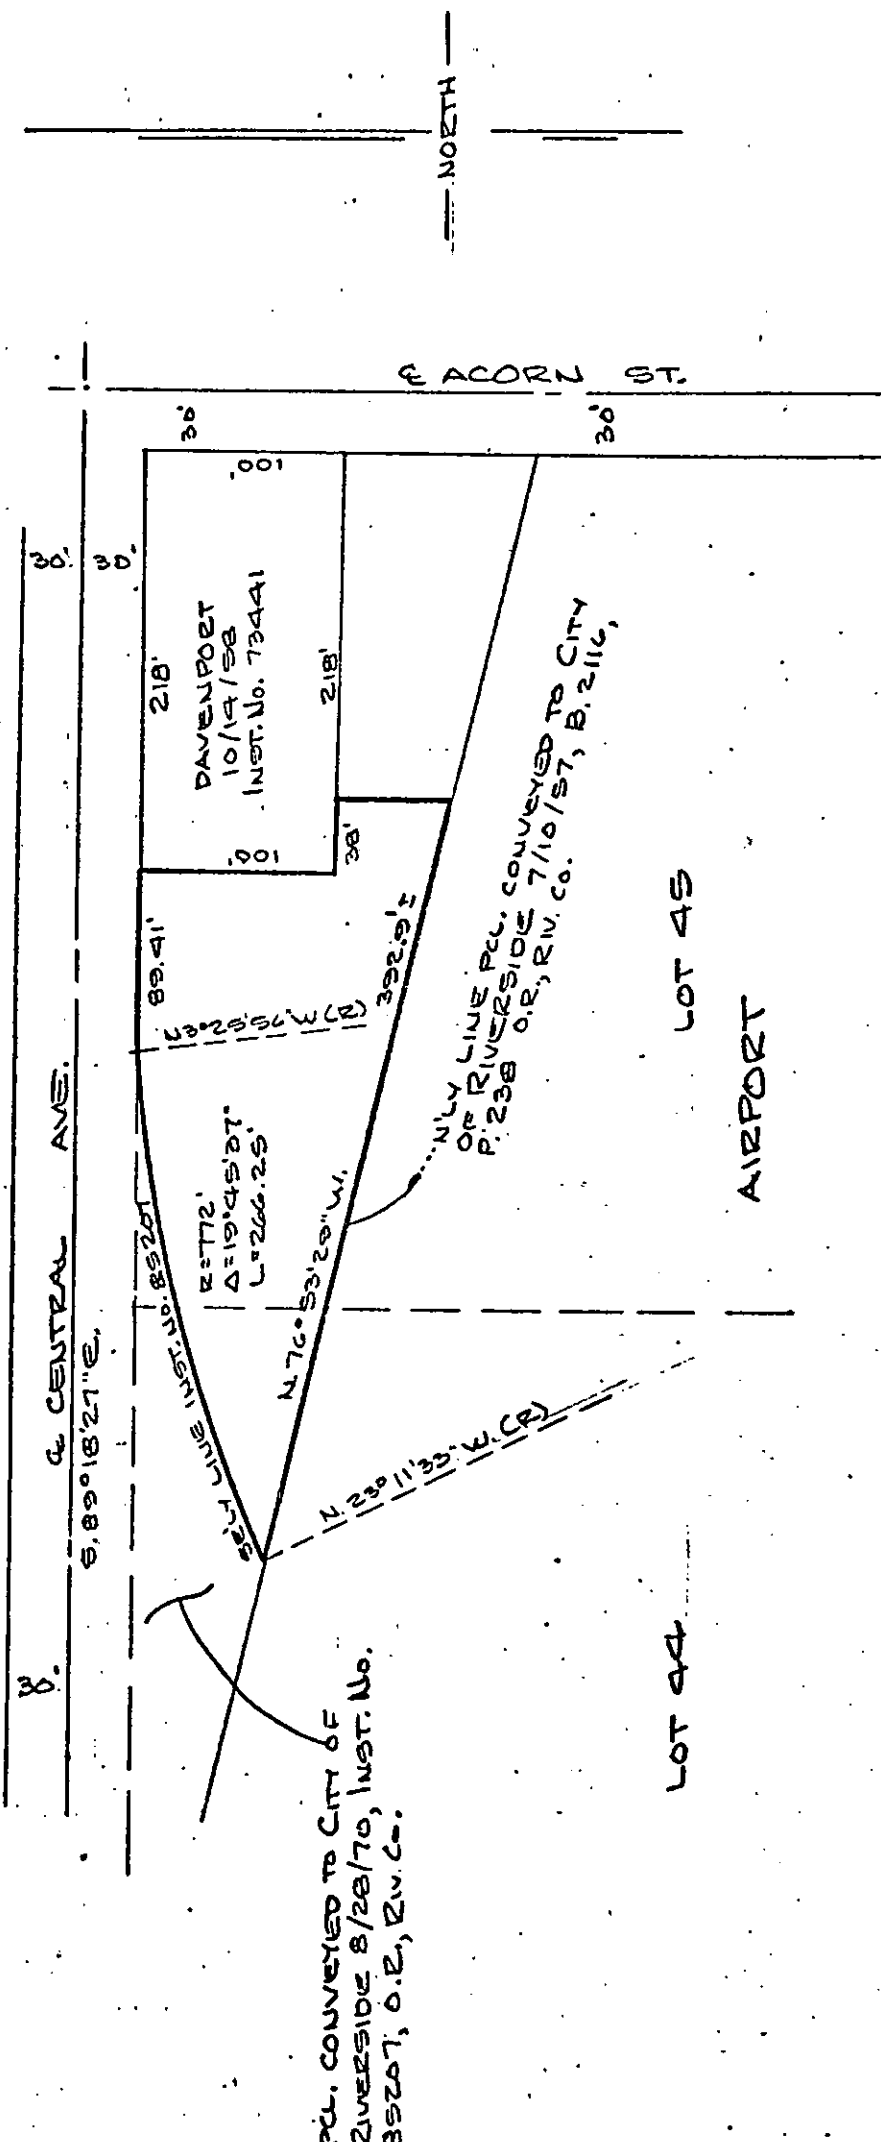 NORTH
℄ ACORN ST.
30'
30'
30'
30'
30'
℄ CENTRAL AVE.
S. 89°18'27" E.
218'
100'
DAVENPORT
10/14/58
INST. No. 73441
218'
100'
38'
89.41'
N3°25'56"W (R)
392.9'±
R=772'
Δ=19°45'37"
L=266.25'
SE'LY LINE INST. NO. 85207
N. 76°53'20" W.
N'LY LINE PCL. CONVEYED TO CITY
OF RIVERSIDE 7/10/57, B. 2116,
P. 238 O.R., RIV. CO.
N. 23°11'33" W. (R)
LOT 45
AIRPORT
LOT 44
PCL. CONVEYED TO CITY OF
RIVERSIDE 8/28/70, INST. No.
85207, O.R., RIV. Co.